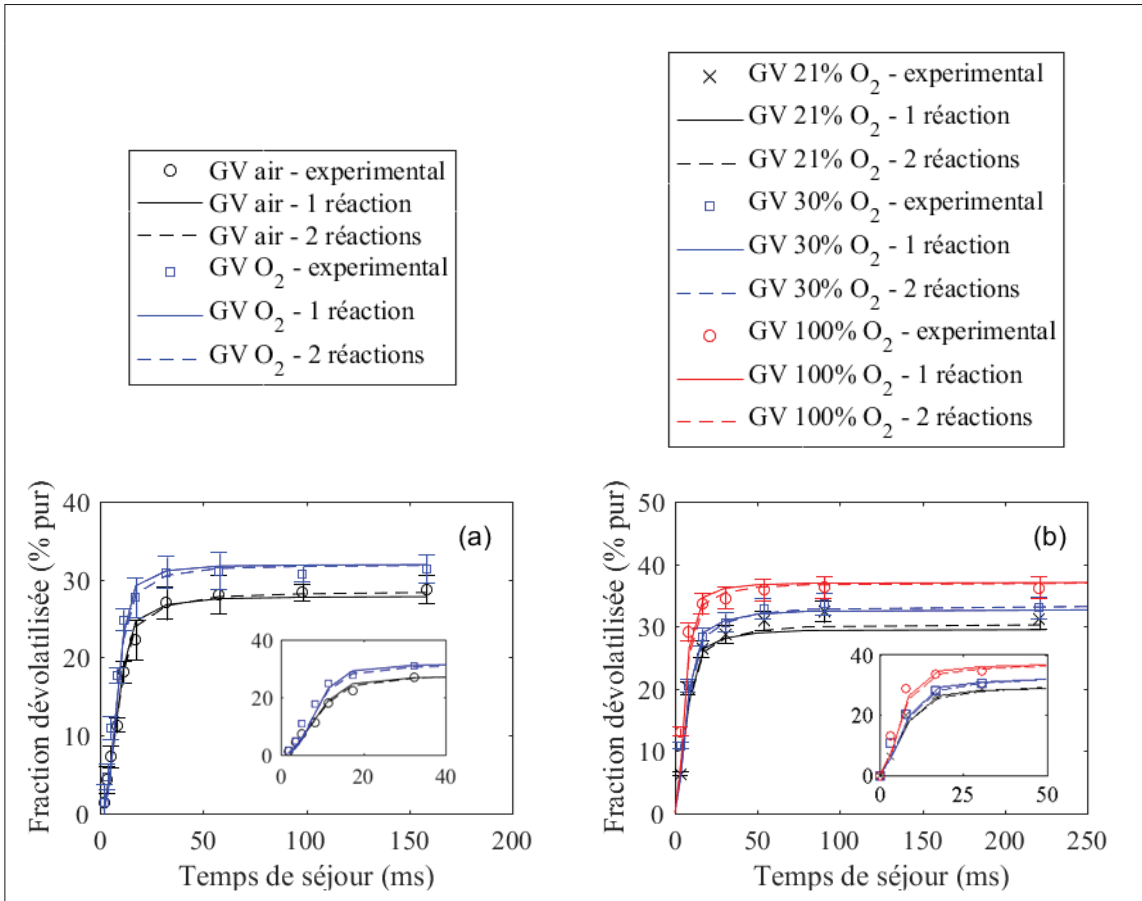 GV air - experimental
GV air - 1 réaction
GV air - 2 réactions
GV O2 - experimental
GV O2 - 1 réaction
GV O2 - 2 réactions
GV 21% O2 - experimental
GV 21% O2 - 1 réaction
GV 21% O2 - 2 réactions
GV 30% O2 - experimental
GV 30% O2 - 1 réaction
GV 30% O2 - 2 réactions
GV 100% O2 - experimental
GV 100% O2 - 1 réaction
GV 100% O2 - 2 réactions
Fraction dévolatilisée (% pur)
40
30
20
10
0
(a)
40
20
0
0 20 40
0 50 100 150 200
Temps de séjour (ms)
Fraction dévolatilisée (% pur)
50
40
30
20
10
0
(b)
40
20
0
0 25 50
0 50 100 150 200 250
Temps de séjour (ms)